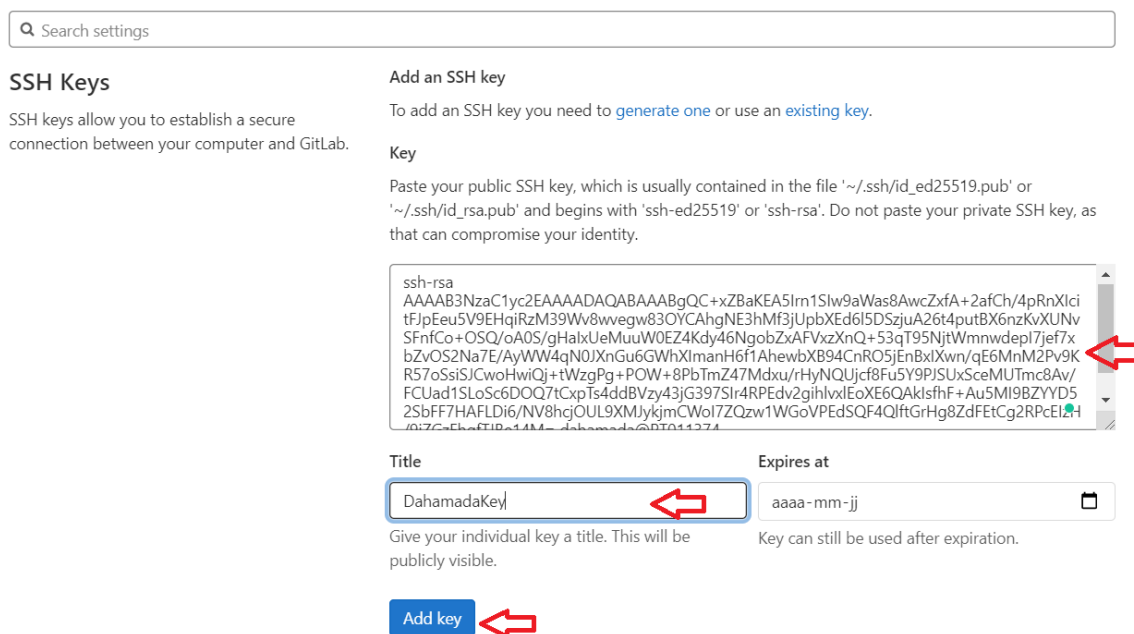 Search settings
SSH Keys
SSH keys allow you to establish a secure
connection between your computer and GitLab.
Add an SSH key
To add an SSH key you need to generate one or use an existing key.
Key
Paste your public SSH key, which is usually contained in the file '~/.ssh/id_ed25519.pub' or
'~/.ssh/id_rsa.pub' and begins with 'ssh-ed25519' or 'ssh-rsa'. Do not paste your private SSH key, as
that can compromise your identity.
ssh-rsa
AAAAB3NzaC1yc2EAAAADAQABAAABgQC+xZBaKEA5Irn1SIw9aWas8AwcZxfA+2afCh/4pRnXIci
tFJpEeu5V9EHqiRzM39Wv8wvegw83OYCAhgNE3hMf3jUpbXEd6l5DSzjuA26t4putBX6nzKvXUNv
SFnfCo+OSQ/oA0S/gHaIxUeMuuW0EZ4Kdy46NgobZxAFVxzXnQ+53qT95NjtWmnwdepI7jef7x
bZvOS2Na7E/AyWW4qN0JXnGu6GWhXImanH6f1AhewbXB94CnRO5jEnBxIXwn/qE6MnM2Pv9K
R57oSsiSJCwoHwiQj+tWzgPg+POW+8PbTmZ47Mdxu/rHyNQUjcf8Fu5Y9PJSUxSceMUTmc8Av/
FCUad1SLoSc6DOQ7tCxpTs4ddBVzy43jG397SIr4RPEdv2gihlvxlEoXE6QAkIsfhF+Au5MI9BZYYD5
2SbFF7HAFLDi6/NV8hcjOUL9XMJykjmCWoI7ZQzw1WGoVPEdSQF4QlftGrHg8ZdFEtCg2RPcEIzH
Title
DahamadaKey
Give your individual key a title. This will be
publicly visible.
Expires at
aaaa-mm-jj
Key can still be used after expiration.
Add key